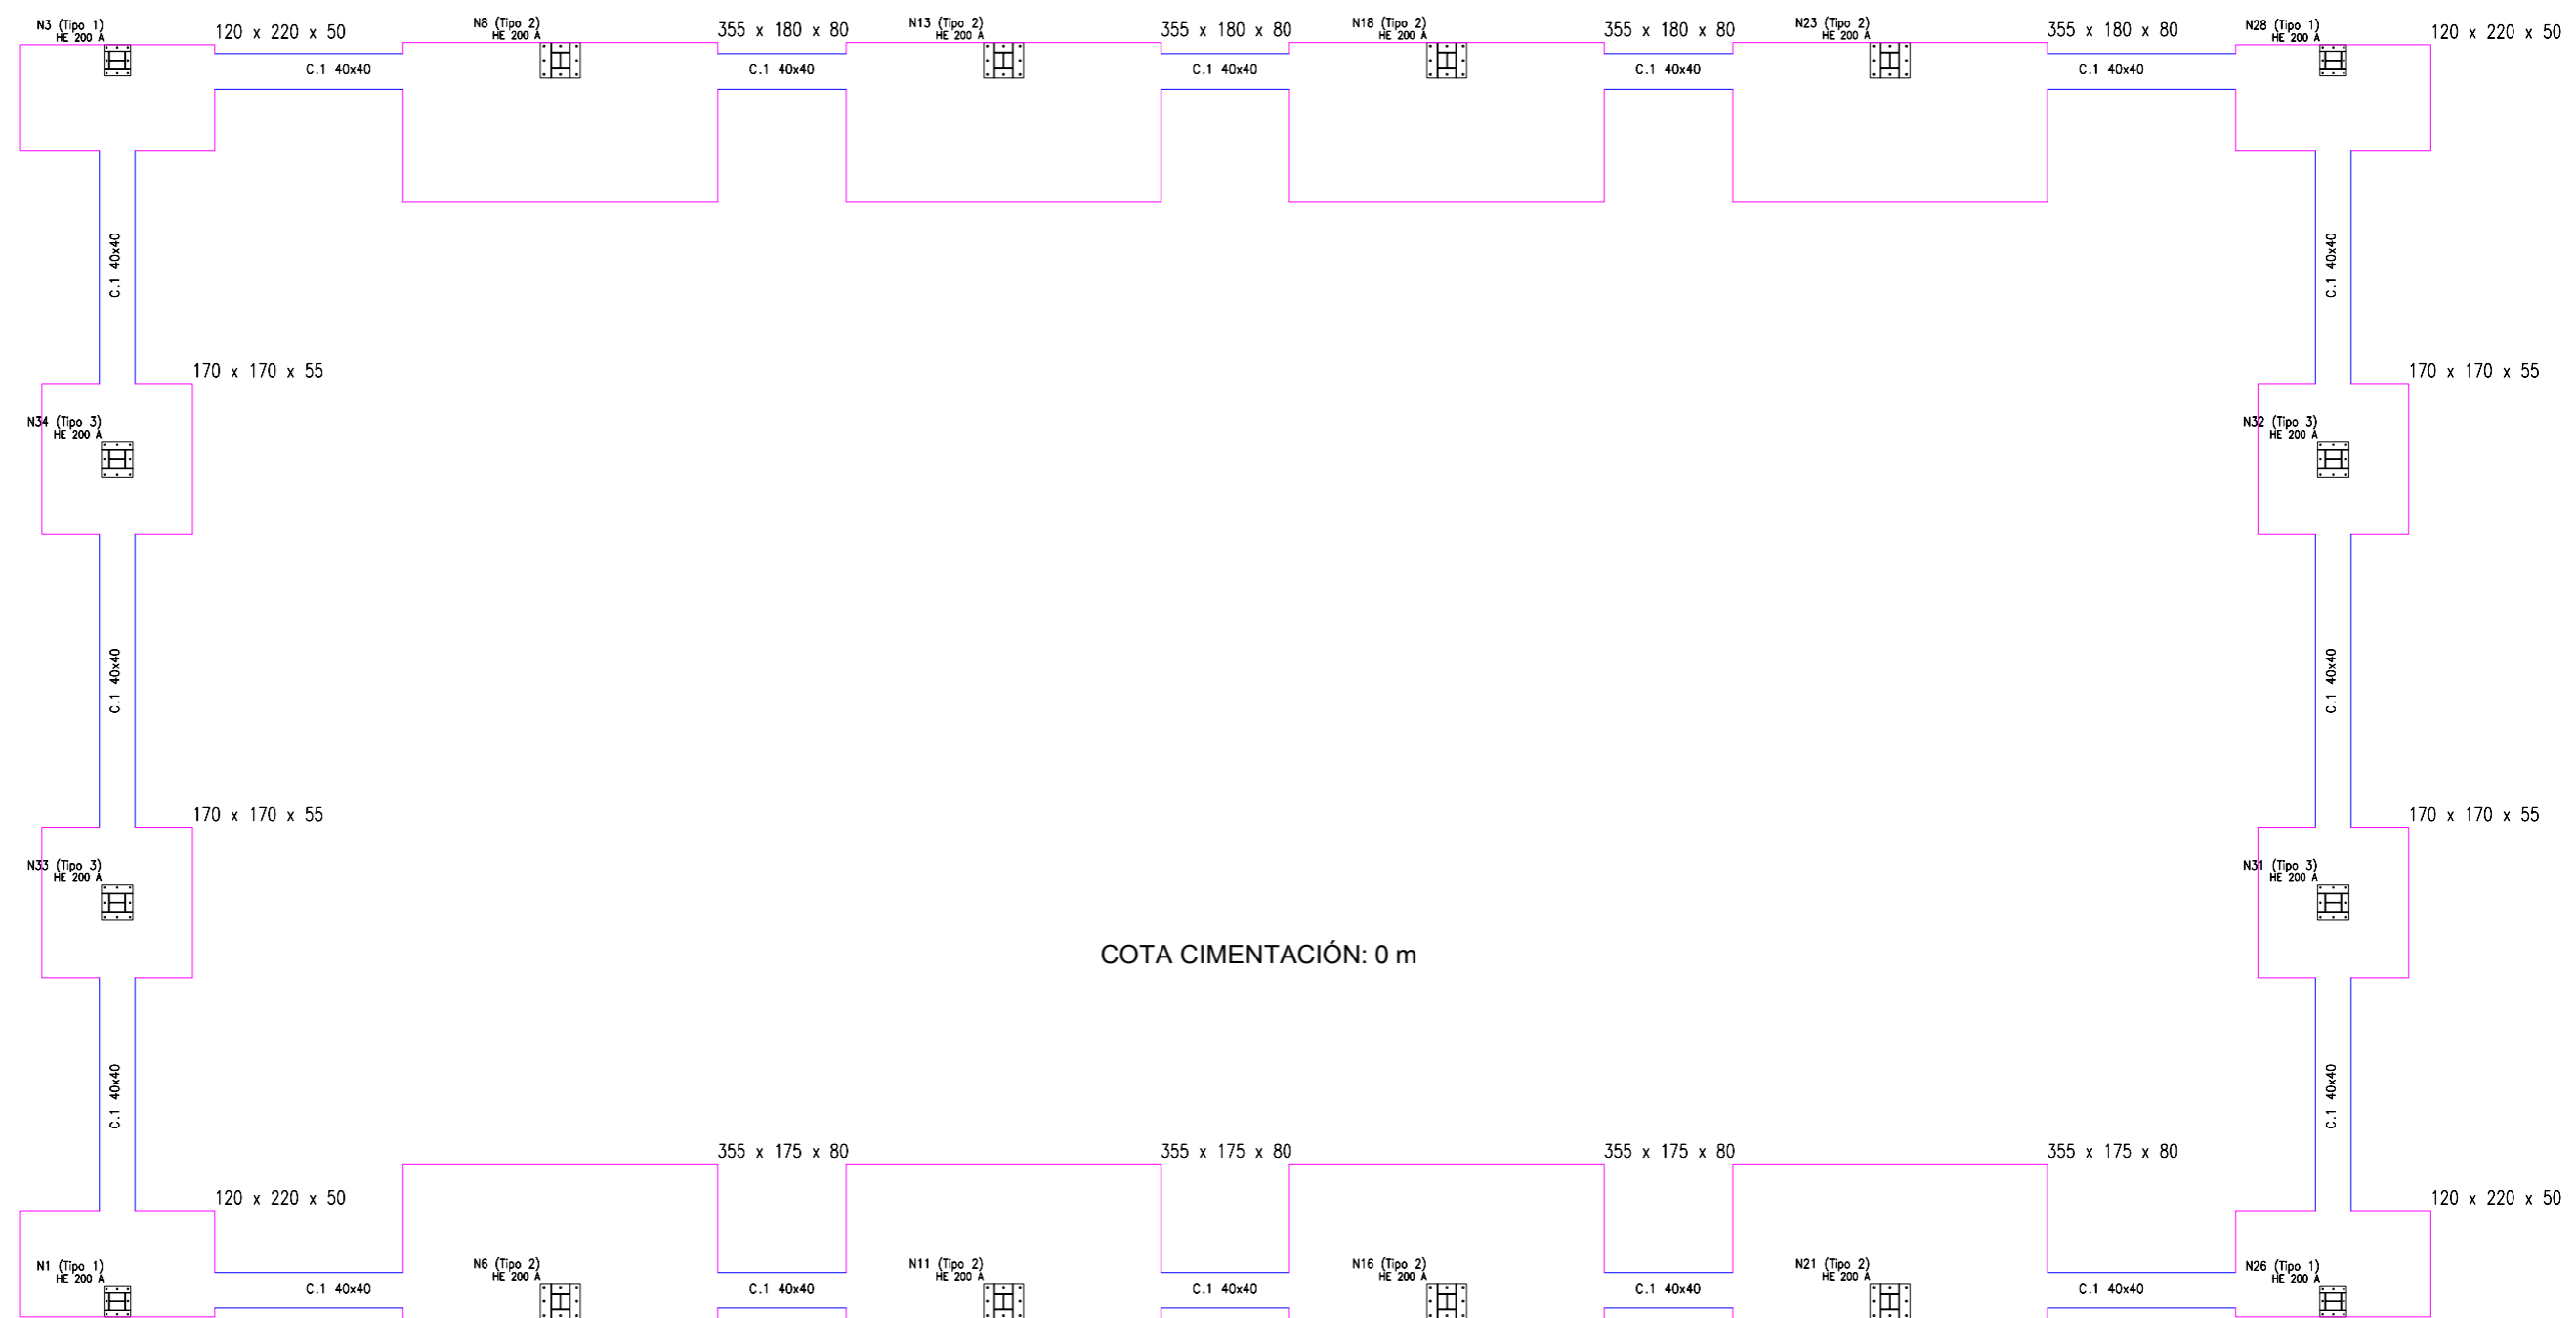 N3 (Tipo 1)
HE 200 A
120 x 220 x 50
N8 (Tipo 2)
HE 200 A
355 x 180 x 80
N13 (Tipo 2)
HE 200 A
355 x 180 x 80
N18 (Tipo 2)
HE 200 A
355 x 180 x 80
N23 (Tipo 2)
HE 200 A
355 x 180 x 80
N28 (Tipo 1)
HE 200 A
120 x 220 x 50
C.1 40x40
C.1 40x40
C.1 40x40
C.1 40x40
C.1 40x40
C.1 40x40
C.1 40x40
170 x 170 x 55
170 x 170 x 55
N34 (Tipo 3)
HE 200 A
N32 (Tipo 3)
HE 200 A
C.1 40x40
C.1 40x40
170 x 170 x 55
170 x 170 x 55
N33 (Tipo 3)
HE 200 A
N31 (Tipo 3)
HE 200 A
COTA CIMENTACIÓN: 0 m
C.1 40x40
C.1 40x40
355 x 175 x 80
355 x 175 x 80
355 x 175 x 80
355 x 175 x 80
120 x 220 x 50
120 x 220 x 50
N1 (Tipo 1)
HE 200 A
N6 (Tipo 2)
HE 200 A
N11 (Tipo 2)
HE 200 A
N16 (Tipo 2)
HE 200 A
N21 (Tipo 2)
HE 200 A
N26 (Tipo 1)
HE 200 A
C.1 40x40
C.1 40x40
C.1 40x40
C.1 40x40
C.1 40x40